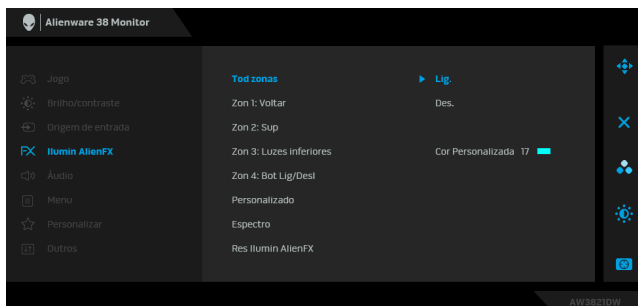 Alienware 38 Monitor
Jogo
Brilho/contraste
Origem de entrada
Ilumin AlienFX
Áudio
Menu
Personalizar
Outros
Tod zonas
Zon 1: Voltar
Zon 2: Sup
Zon 3: Luzes inferiores
Zon 4: Bot Lig/Desl
Personalizado
Espectro
Res Ilumin AlienFX
Lig.
Des.
Cor Personalizada 17
AW3821DW